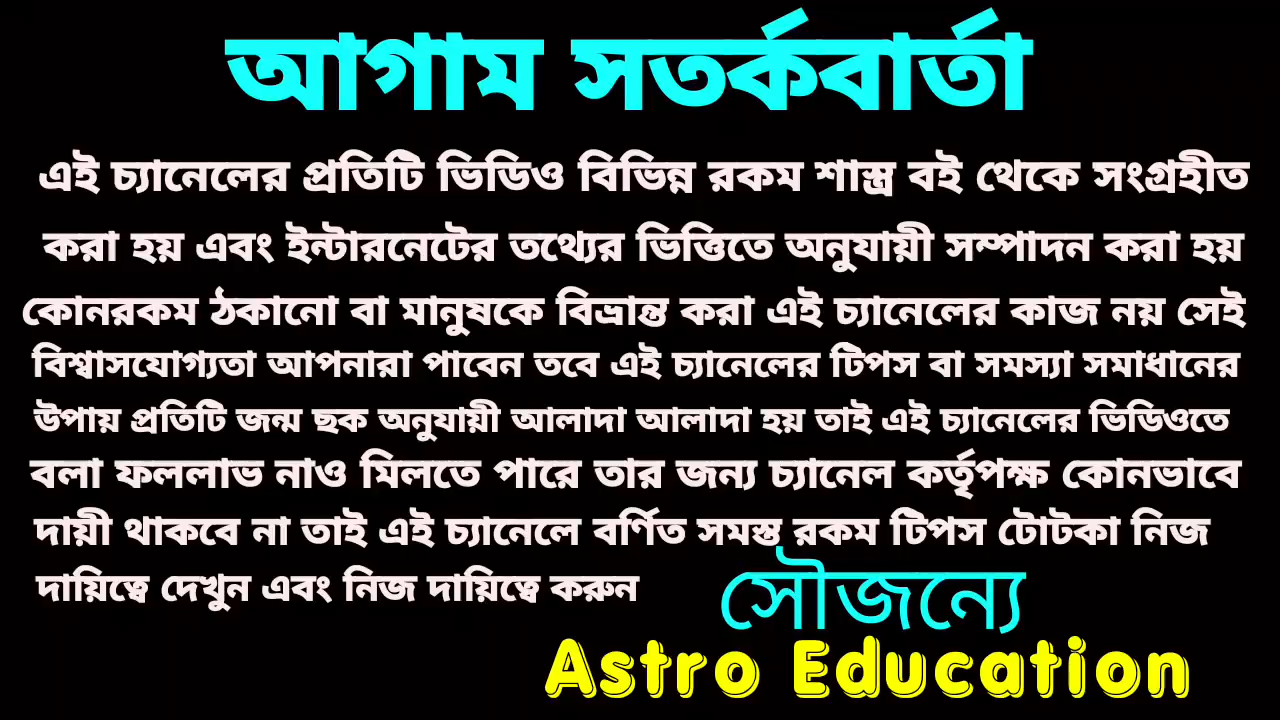 আগাম সতর্কবার্তা
এই চ্যানেলের প্রতিটি ভিডিও বিভিন্ন রকম শাস্ত্র বই থেকে সংগ্রহীত
করা হয় এবং ইন্টারনেটের তথ্যের ভিত্তিতে অনুযায়ী সম্পাদন করা হয়
কোনরকম ঠকানো বা মানুষকে বিভ্রান্ত করা এই চ্যানেলের কাজ নয় সেই
বিশ্বাসযোগ্যতা আপনারা পাবেন তবে এই চ্যানেলের টিপস বা সমস্যা সমাধানের
উপায় প্রতিটি জন্ম ছক অনুযায়ী আলাদা আলাদা হয় তাই এই চ্যানেলের ভিডিওতে
বলা ফললাভ নাও মিলতে পারে তার জন্য চ্যানেল কর্তৃপক্ষ কোনভাবে
দায়ী থাকবে না তাই এই চ্যানেলে বর্ণিত সমস্ত রকম টিপস টোটকা নিজ
দায়িত্বে দেখুন এবং নিজ দায়িত্বে করুন
সৌজন্যে
Astro Education